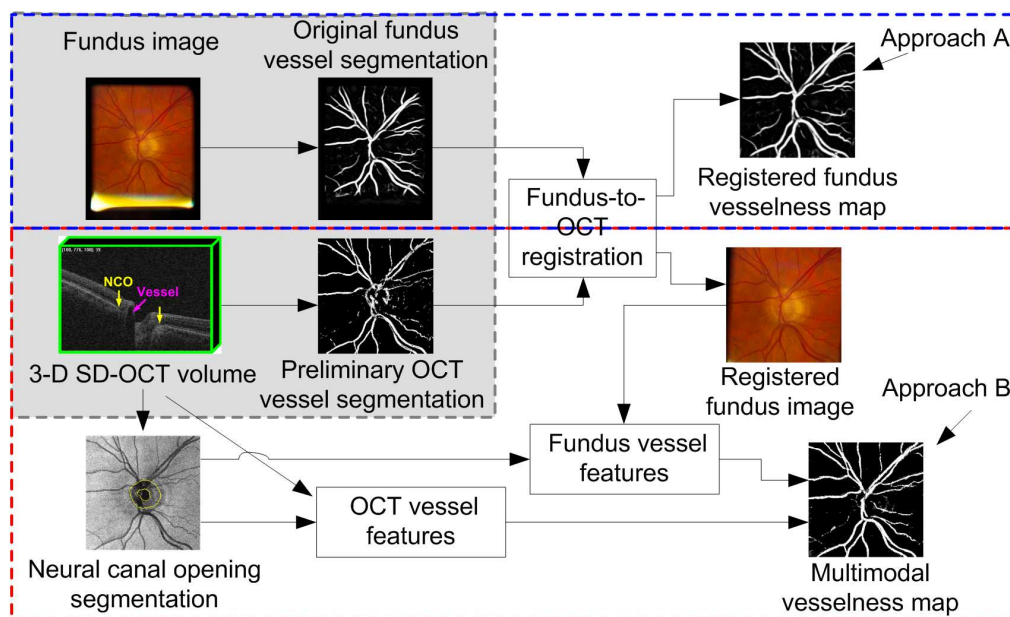 Fundus image
Original fundus
vessel segmentation
Approach A
Fundus-to-
OCT
registration
Registered fundus
vesselness map
NCO
Vessel
3-D SD-OCT volume
Preliminary OCT
vessel segmentation
Registered
fundus image
Approach B
Fundus vessel
features
OCT vessel
features
Neural canal opening
segmentation
Multimodal
vesselness map